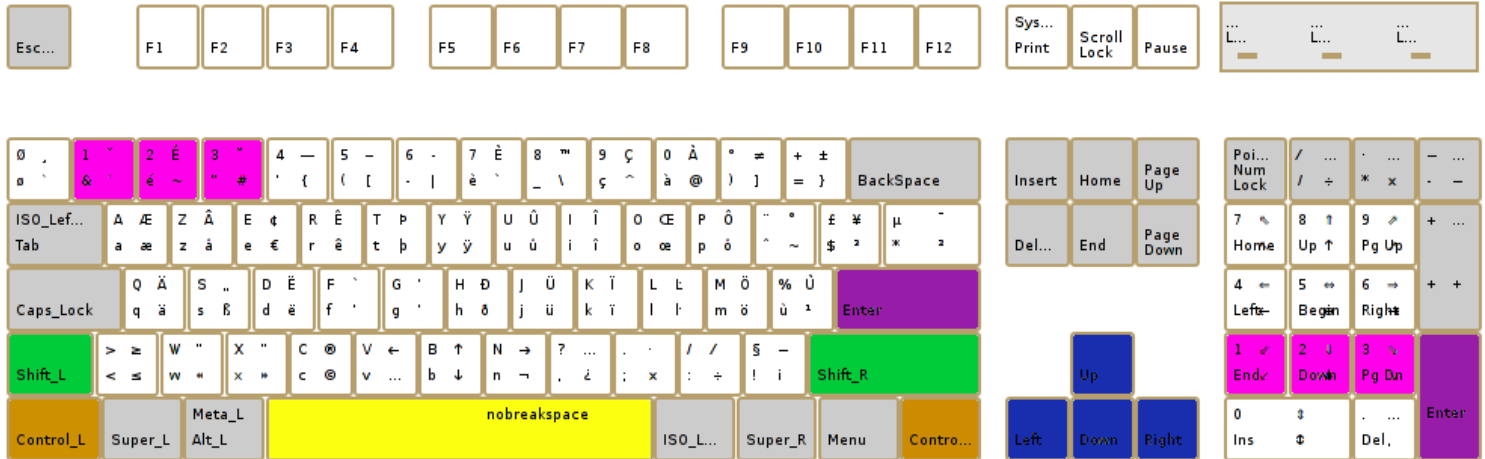 Sys... ... ... ...
Esc... F1 F2 F3 F4 F5 F6 F7 F8 F9 F10 F11 F12 Print Scroll Lock Pause L... L... L...
Ø 1 ˇ 2 É 3 ˘ 4 — 5 – 6 - 7 È 8 ™ 9 Ç 0 À ° ≠ + ± Poi... / ... · ... − ...
ø ` & é ~ " # ' { ( [ - | è ` _ \ ç ^ à @ ) ] = } BackSpace Insert Home Page Up Num Lock / ÷ * x - -
ISO_Lef... A Æ Z Â E ¢ R Ê T Þ Y Ÿ U Û I Î O Œ P Ô ¨ ° £ ¥ µ ¯ 7 ⇖ 8 ⇑ 9 ⇗ + ...
Tab a æ z â e € r ê t þ y ÿ u û i î o œ p ô ^ ~ $ * Del... End Page Down Home Up ↑ Pg Up
Q Ä S „ D Ë F G H Ð J Ü K Ï L Ŀ M Ö % Ù 4 ⇐ 5 ⇔ 6 ⇒ + +
Caps_Lock q ä s ß d ë f ' g ' h ð j ü k ï l ŀ m ö ù ¹ Enter Left Begin Right
> ≥ W X C ® V ← B ↑ N → ? ... . · / / § – 1 ⇙ 2 ⇓ 3 ⇘
Shift_L < ≤ w « x » c © v ... b ↓ n ¬ , ¿ ; × : ÷ ! ¡ Shift_R Up End Down Pg Dn
Meta_L nobreakspace 0 ⇕ . ... Enter
Control_L Super_L Alt_L ISO_L... Super_R Menu Contro... Left Down Right Ins Del,